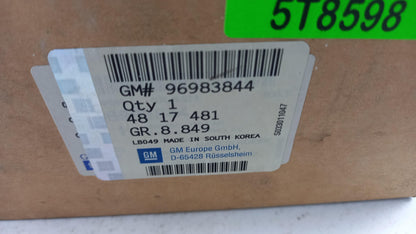 5T8598
GM# 96983844
Qty 1
48 17 481
GR.8.849
LB049 MADE IN SOUTH KOREA
GM
GM Europe GmbH,
D-65428 Rüsselsheim